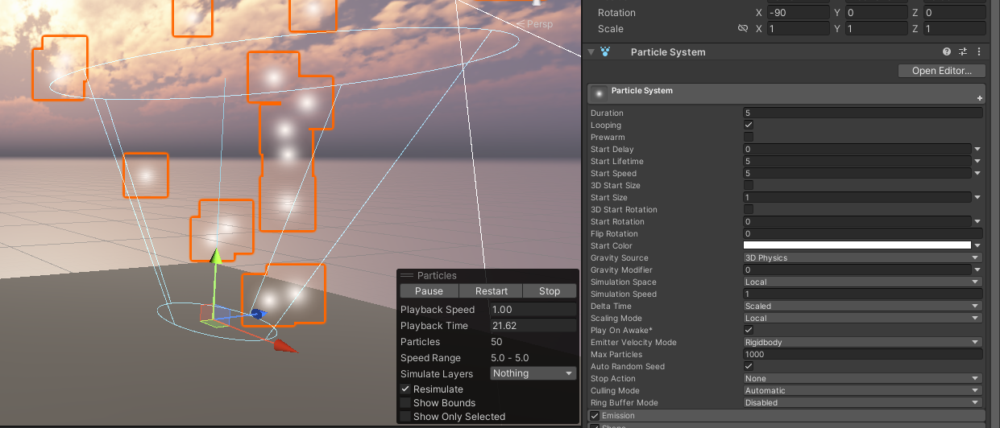 Rotation X -90 Y 0 Z 0
Persp
Scale X 1 Y 1 Z 1
Particle System
Open Editor...
Particle System
Duration 5
Looping
Prewarm
Start Delay 0
Start Lifetime 5
Start Speed 5
3D Start Size
Start Size 1
3D Start Rotation
Start Rotation 0
Flip Rotation 0
Start Color
Gravity Source 3D Physics
Gravity Modifier 0
Simulation Space Local
Simulation Speed 1
Delta Time Scaled
Scaling Mode Local
Play On Awake*
Emitter Velocity Mode Rigidbody
Max Particles 1000
Auto Random Seed
Stop Action None
Culling Mode Automatic
Ring Buffer Mode Disabled
Emission
Shape
Particles
Pause Restart Stop
Playback Speed 1.00
Playback Time 21.62
Particles 50
Speed Range 5.0 - 5.0
Simulate Layers Nothing
Resimulate
Show Bounds
Show Only Selected